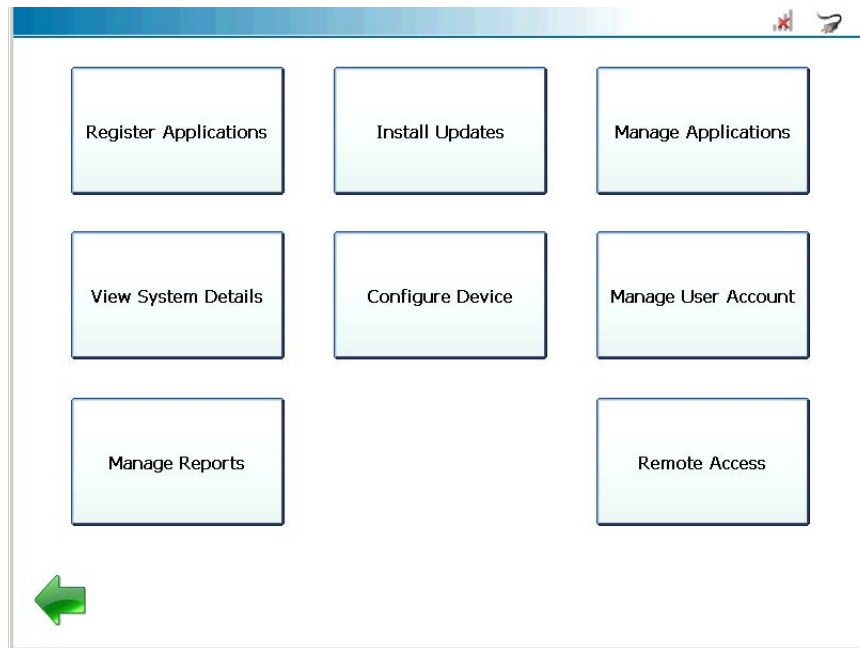 Register Applications
Install Updates
Manage Applications
View System Details
Configure Device
Manage User Account
Manage Reports
Remote Access